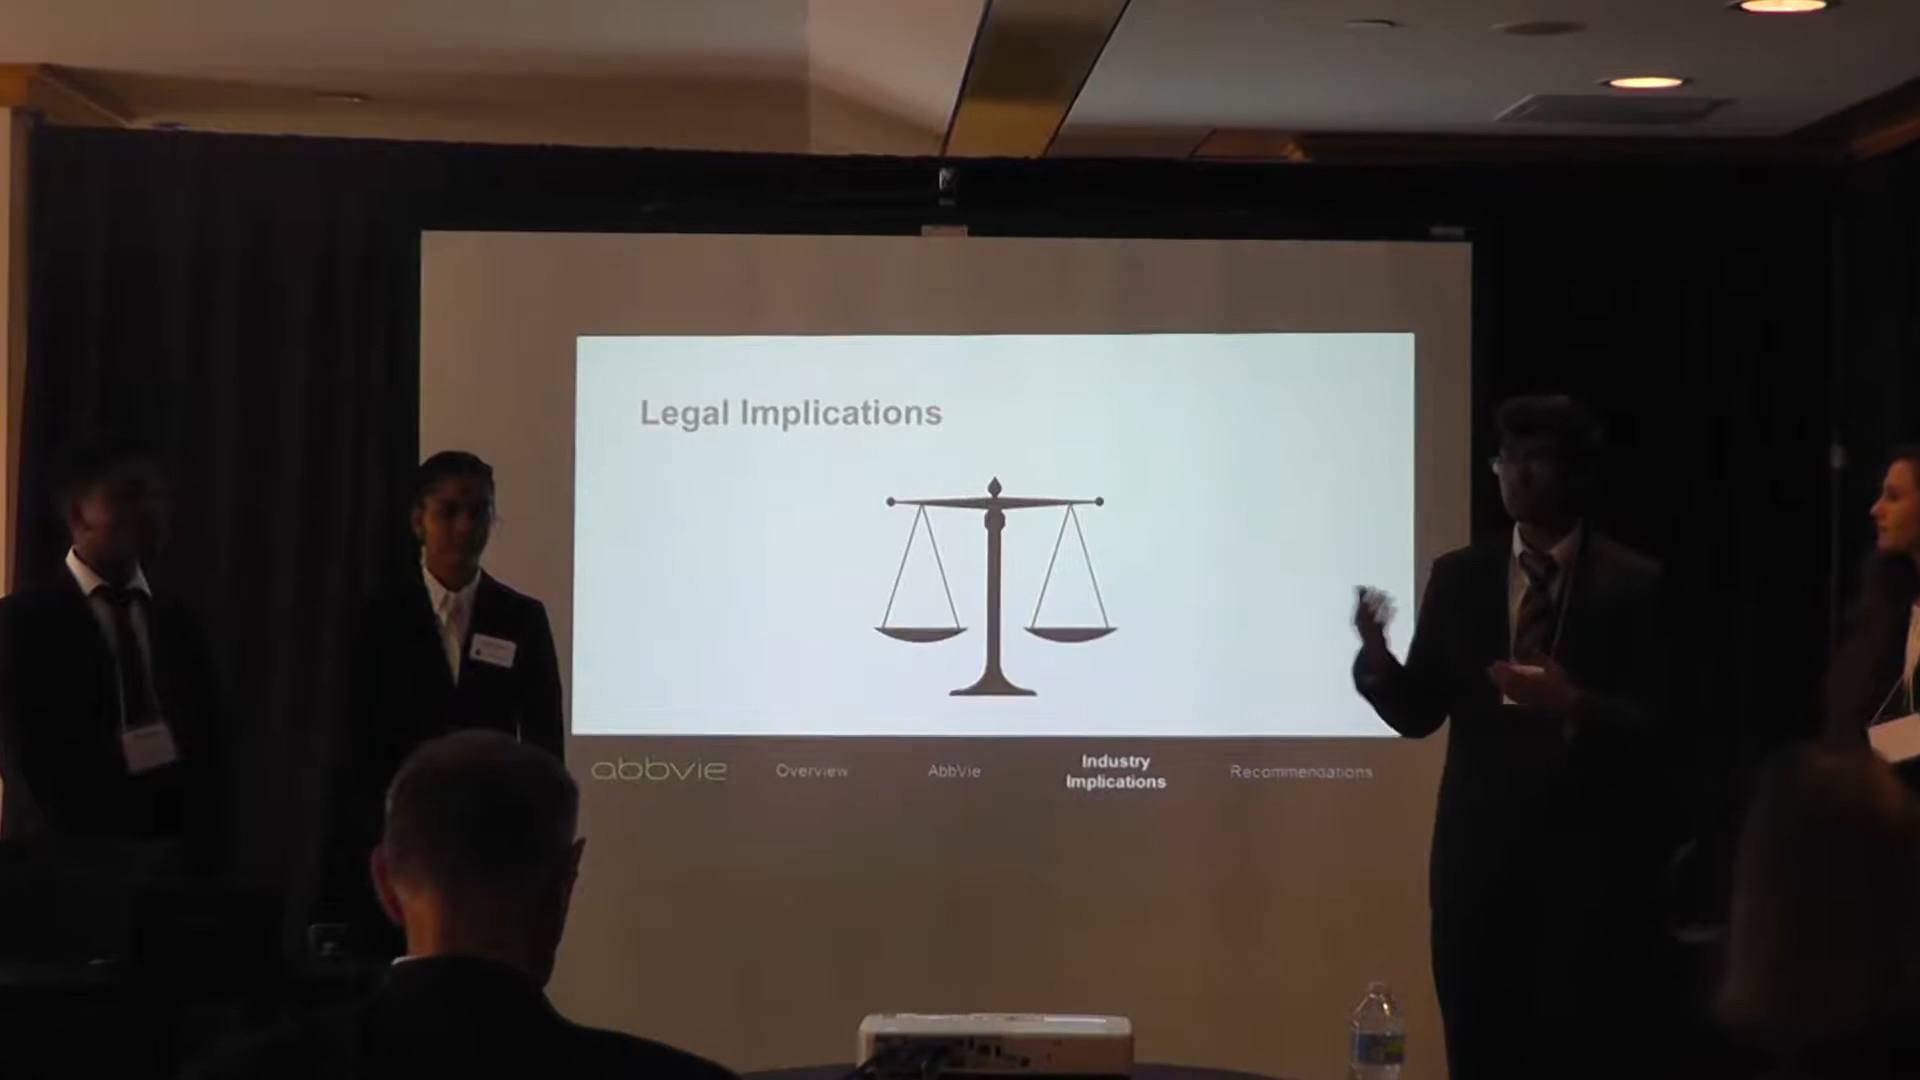 Legal Implications
abbvie
Overview
AbbVie
Industry
Implications
Recommendations